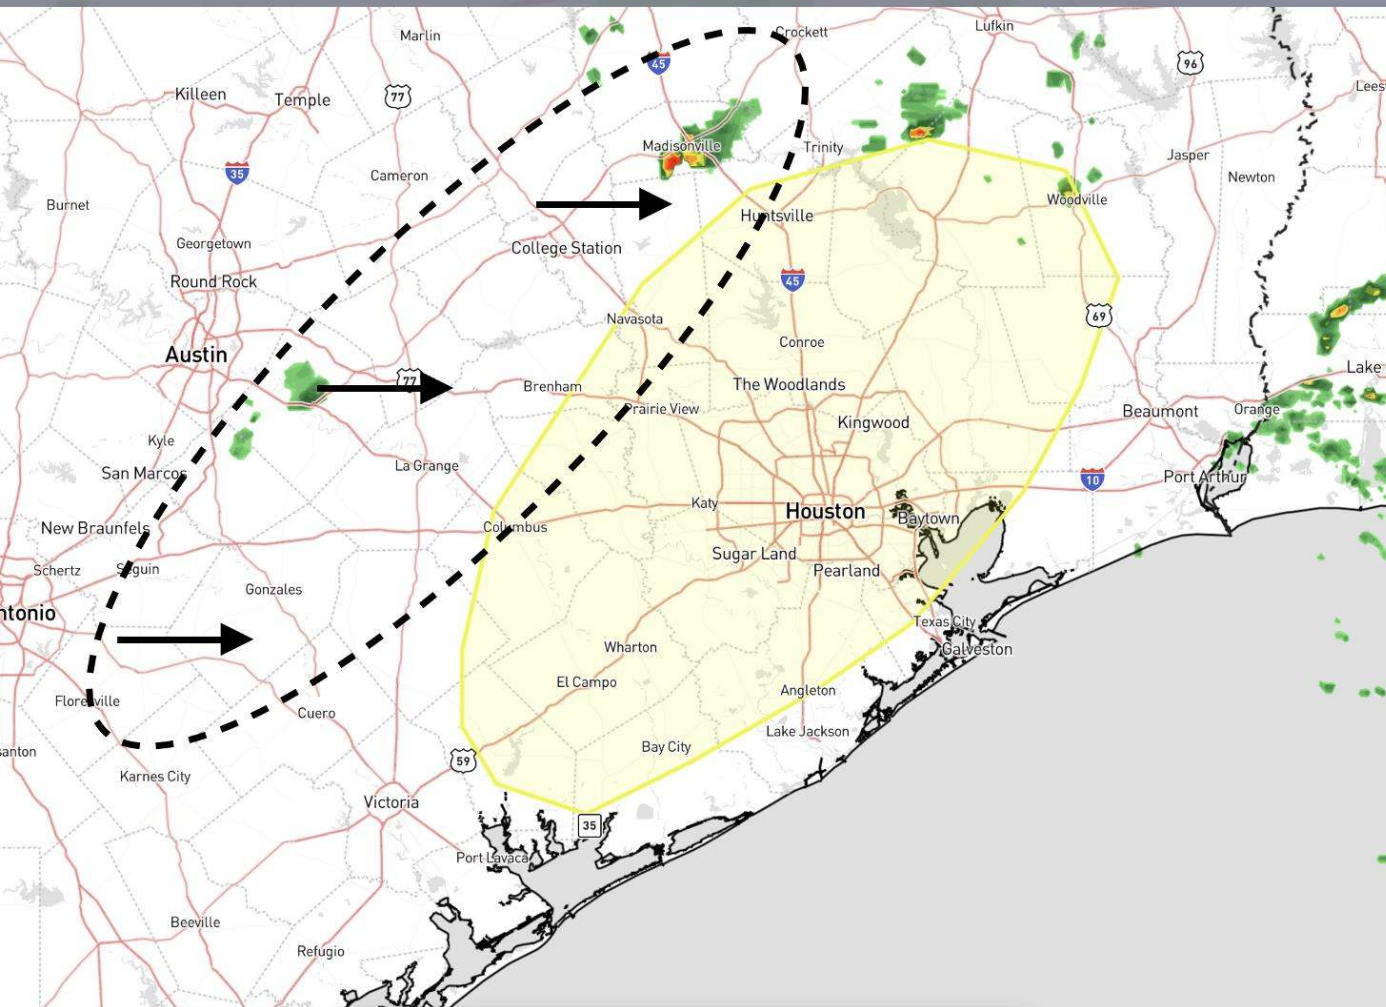 Marlin
45
Crockett
Lufkin
96
Killeen
Temple
77
Lees
35
Madisonville
Trinity
Jasper
Cameron
Newton
Burnet
Woodville
Huntsville
Georgetown
College Station
Round Rock
45
Navasota
69
Conroe
Austin
77
Brenham
The Woodlands
Lake
Prairie View
Kingwood
Beaumont
Orange
Kyle
La Grange
San Marcos
10
Port Arthur
Katy
Houston
Baytown
New Braunfels
Columbus
Sugar Land
Schertz
Seguin
Pearland
Gonzales
ntonio
Texas City
Wharton
Galveston
El Campo
Angleton
Floresville
Cuero
Lake Jackson
santon
Bay City
59
Karnes City
Victoria
35
Port Lavaca
Beeville
Refugio